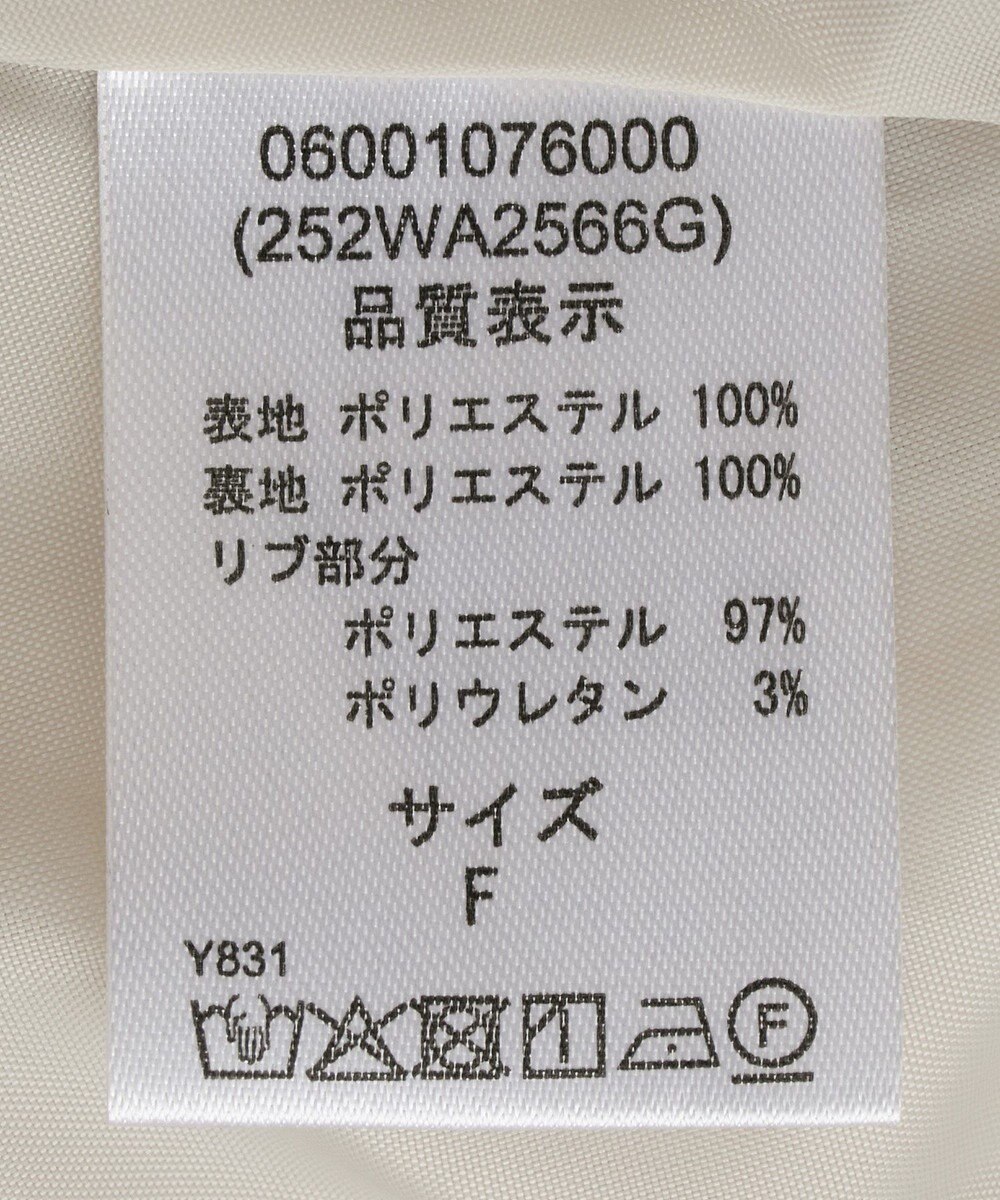 06001076000
(252WA2566G)
品質表示
表地 ポリエステル 100%
裏地 ポリエステル 100%
リブ部分
ポリエステル 97%
ポリウレタン 3%
サイズ
F
Y831
F